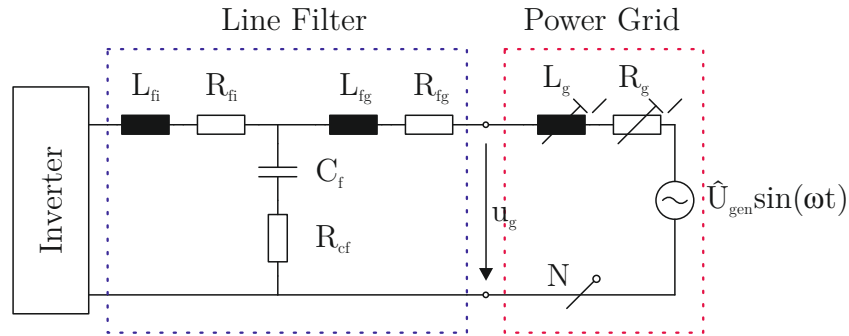 Line Filter
Power Grid
L_fi R_fi L_fg R_fg L_g R_g
Inverter
C_f
R_cf
u_g
Û_gen sin(ωt)
N